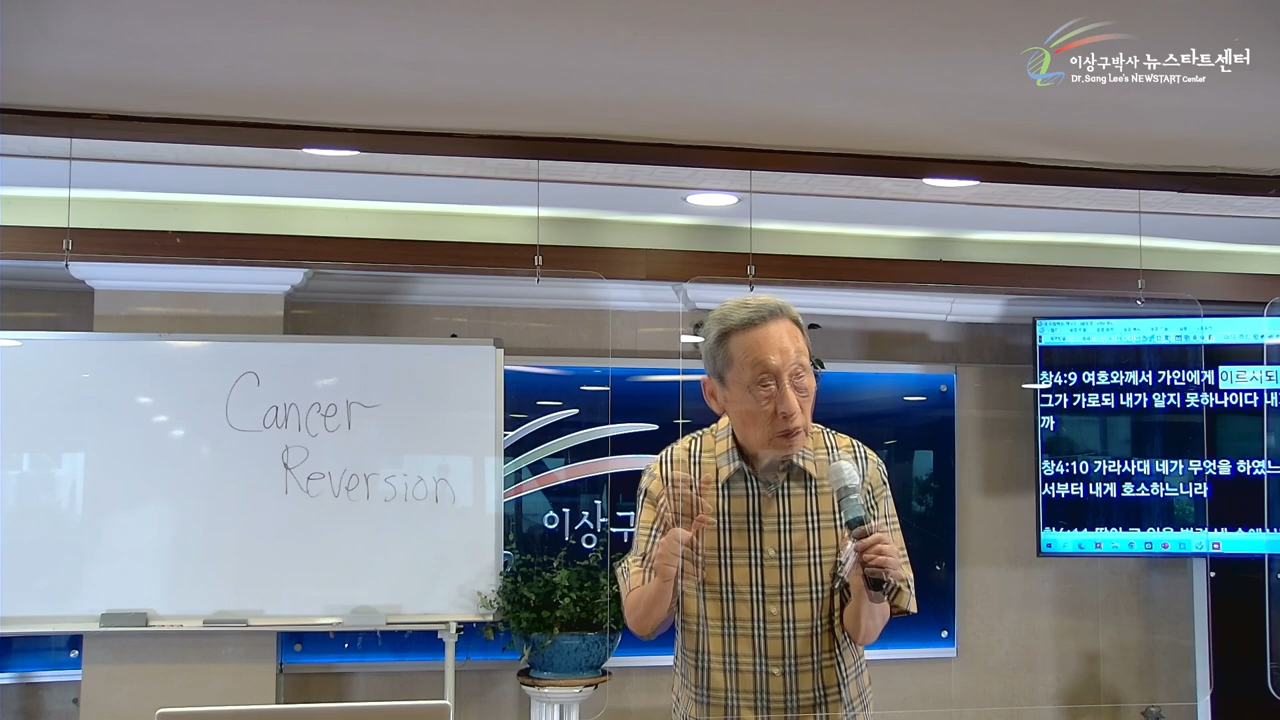 이상구박사 뉴스타트센터
Dr. Sang Lee's NEWSTART Center
Cancer
Reversion
이상구
창4:9 여호와께서 가인에게 이르시되
그가 가로되 내가 알지 못하나이다
까
창4:10 가라사대 네가 무엇을
서부터 내게 호소하느니라